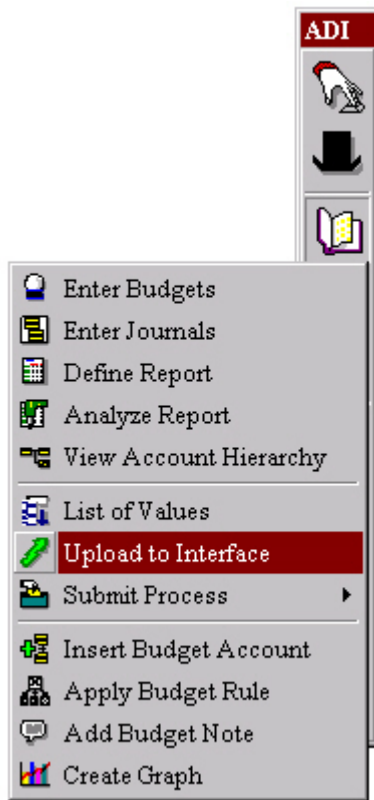 ADI
Enter Budgets
Enter Journals
Define Report
Analyze Report
View Account Hierarchy
List of Values
Upload to Interface
Submit Process
Insert Budget Account
Apply Budget Rule
Add Budget Note
Create Graph